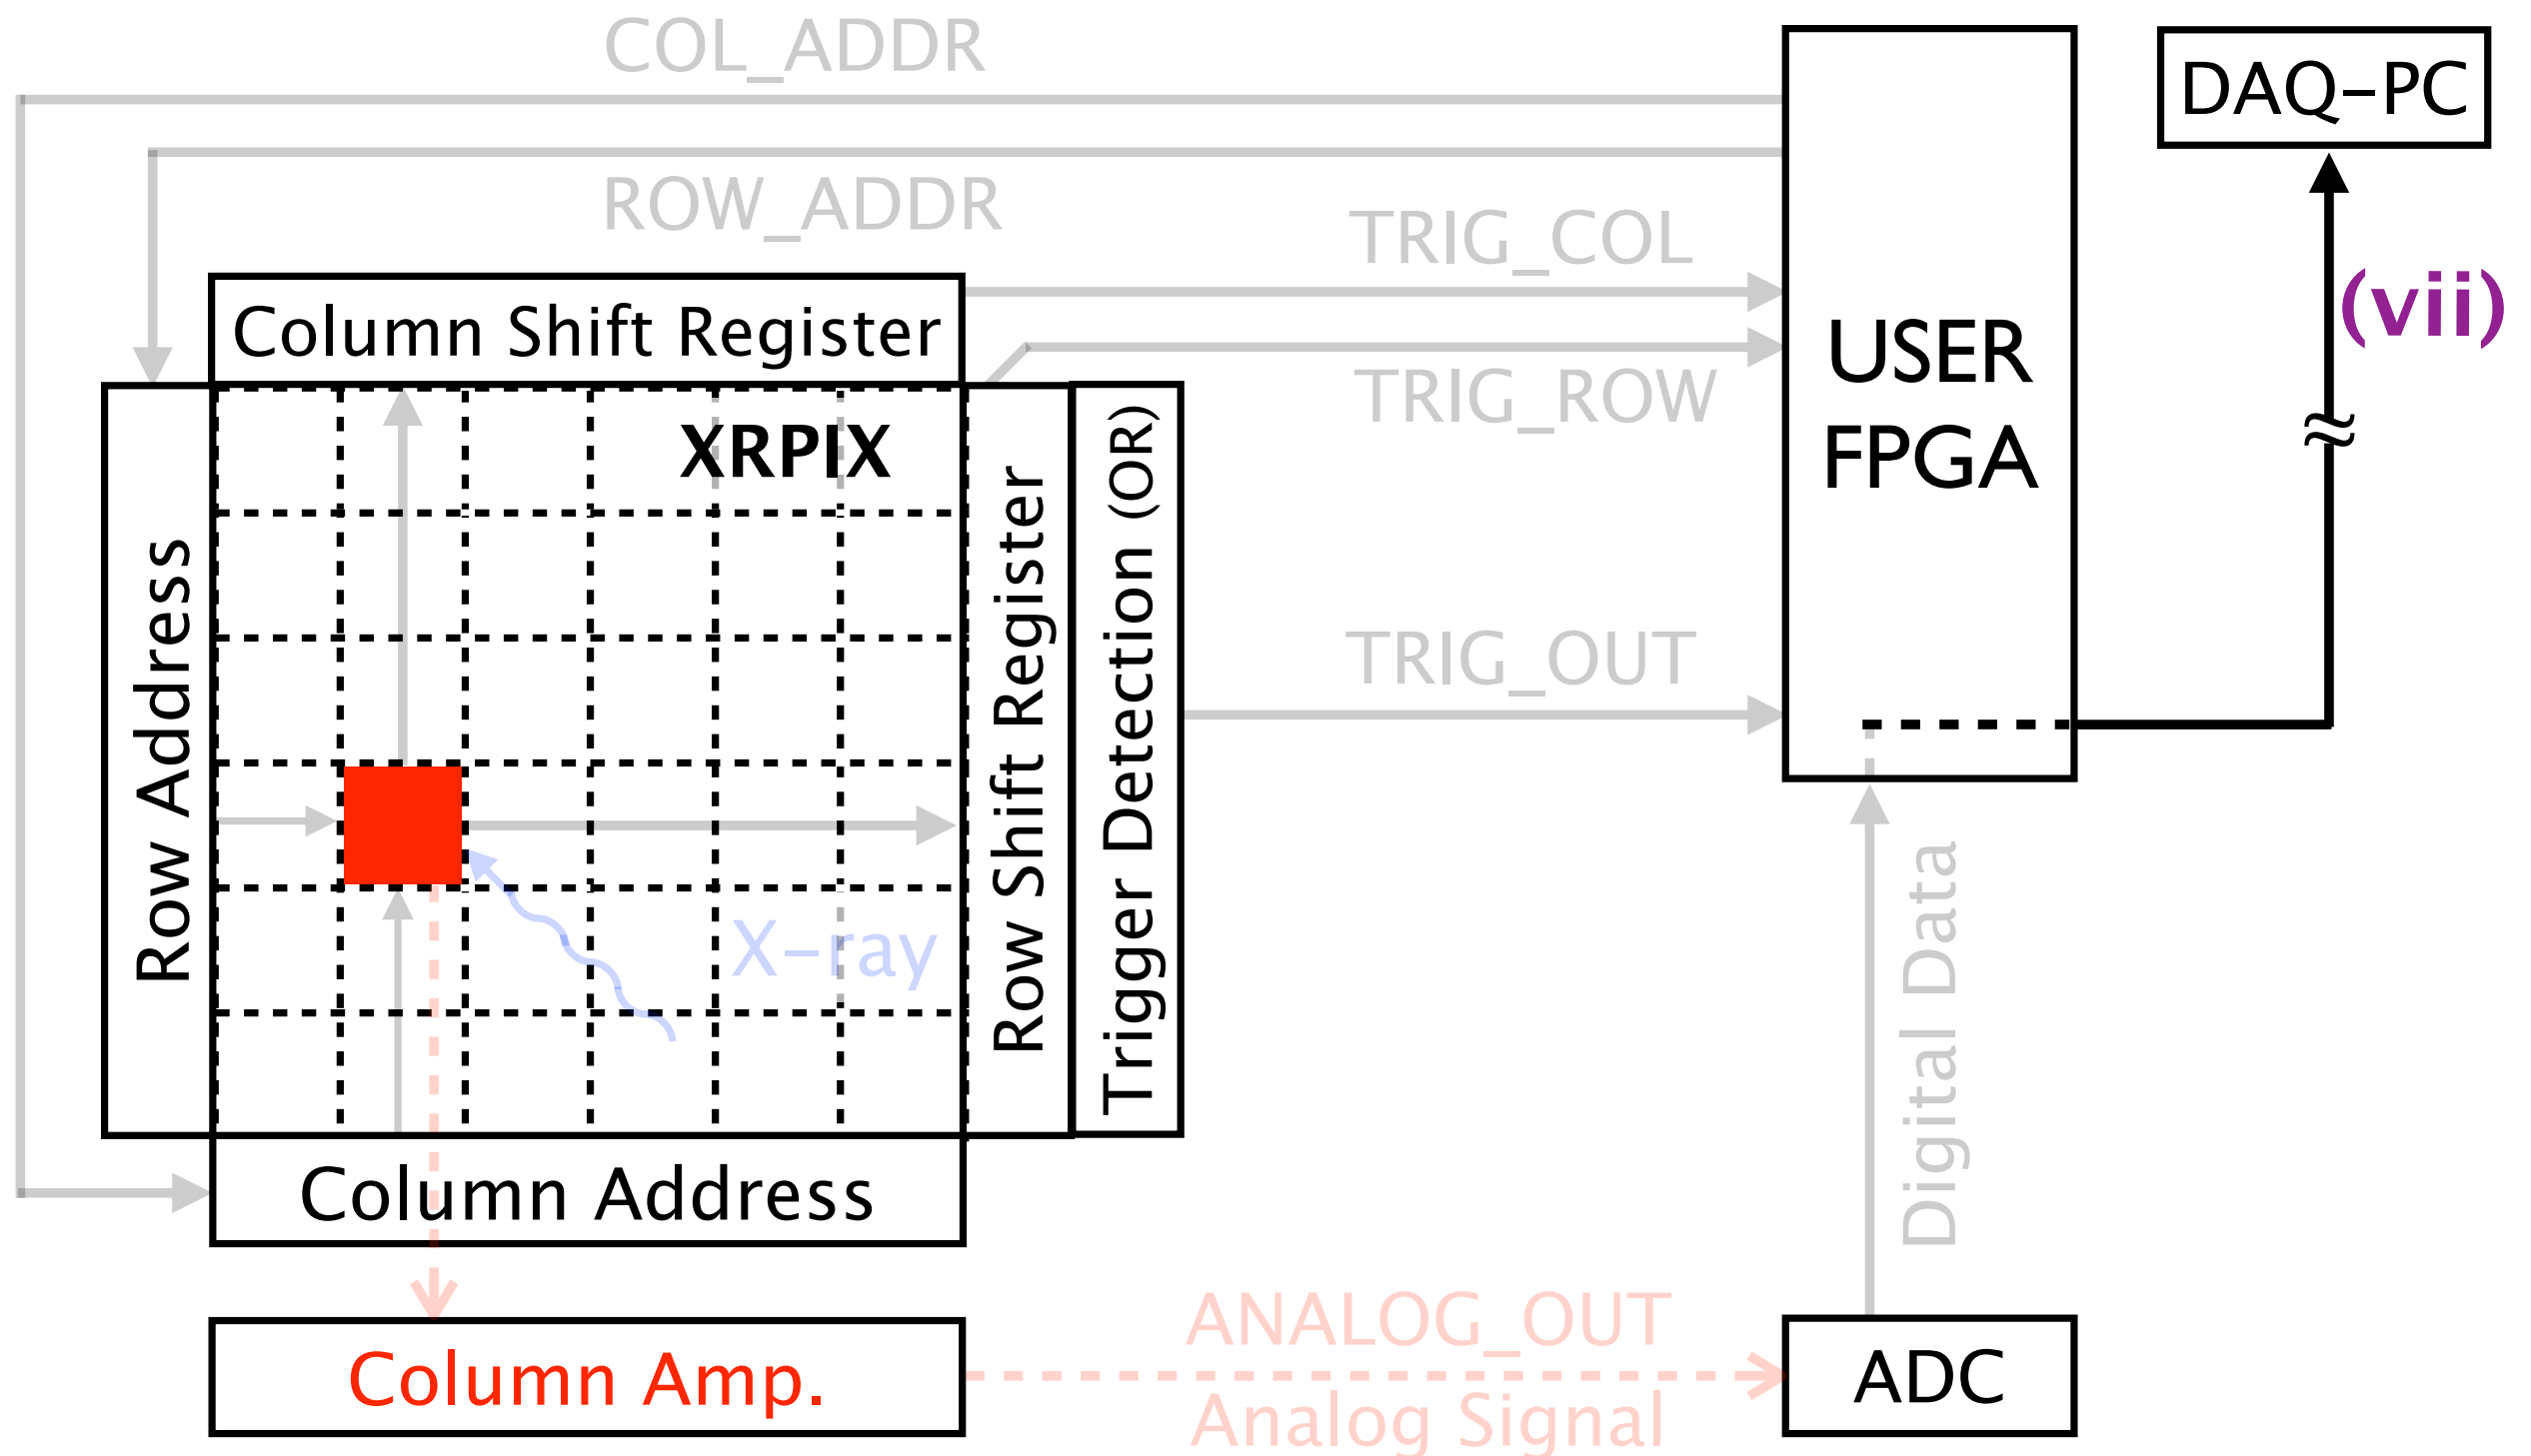 COL_ADDR
DAQ–PC
ROW_ADDR
TRIG_COL
(vii)
Column Shift Register
USER
FPGA
TRIG_ROW
XRPIX
Row Address
Row Shift Register
Trigger Detection (OR)
TRIG_OUT
X–ray
Digital Data
Column Address
ANALOG_OUT
Column Amp.
ADC
Analog Signal